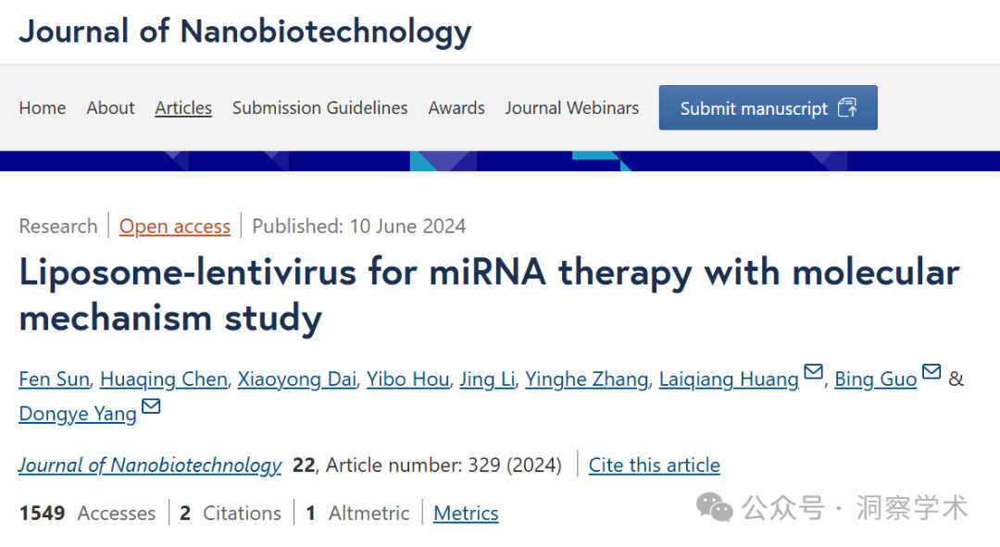 Journal of Nanobiotechnology
Home About Articles Submission Guidelines Awards Journal Webinars Submit manuscript
Research Open access Published: 10 June 2024
Liposome-lentivirus for miRNA therapy with molecular
mechanism study
Fen Sun, Huaqing Chen, Xiaoyong Dai, Yibo Hou, Jing Li, Yinghe Zhang, Laiqiang Huang, Bing Guo &
Dongye Yang
Journal of Nanobiotechnology 22, Article number: 329 (2024) Cite this article
1549 Accesses 2 Citations 1 Altmetric Metrics
公众号 · 洞察学术